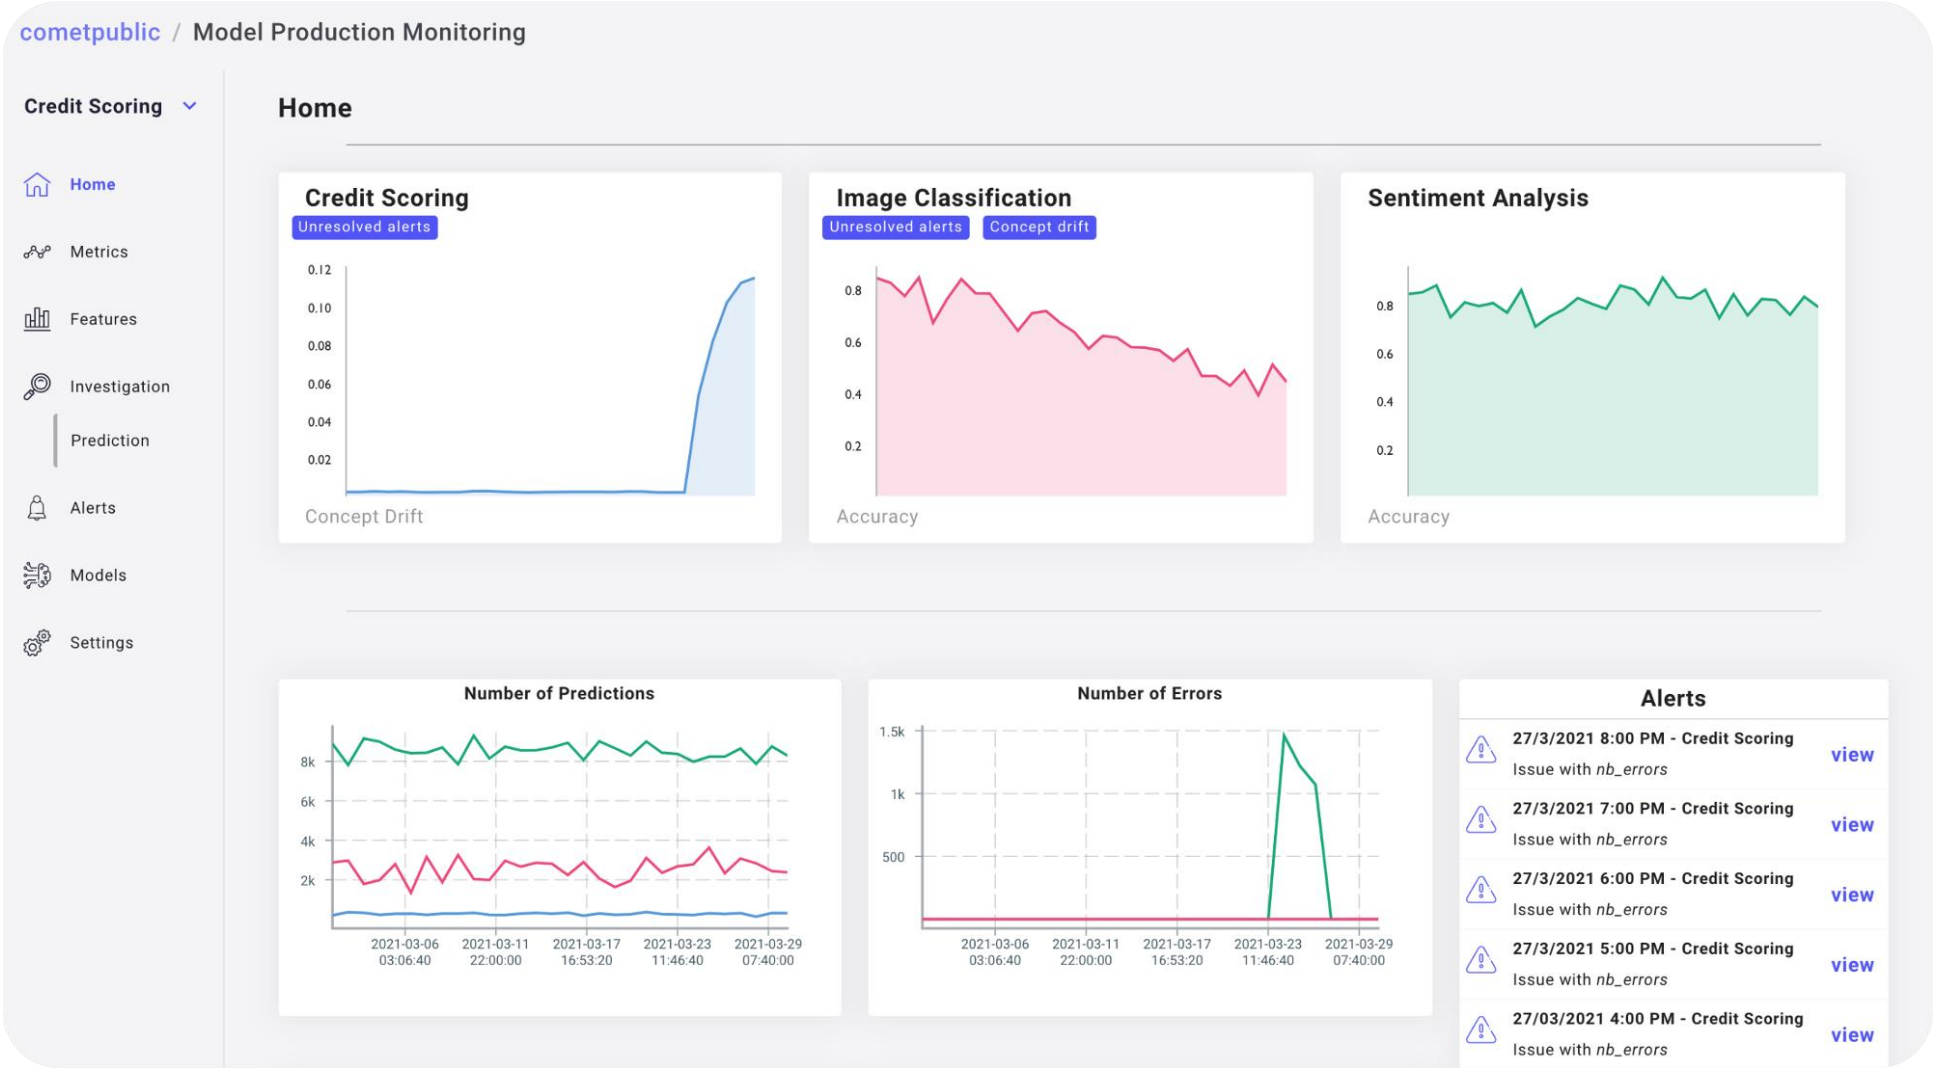 cometpublic / Model Production Monitoring
Credit Scoring
Home
Metrics
Features
Investigation
Prediction
Alerts
Models
Settings
Home
Credit Scoring
Unresolved alerts
0.12
0.10
0.08
0.06
0.04
0.02
Concept Drift
Image Classification
Unresolved alerts Concept drift
0.8
0.6
0.4
0.2
Accuracy
Sentiment Analysis
0.8
0.6
0.4
0.2
Accuracy
Number of Predictions
8k
6k
4k
2k
2021-03-06 2021-03-11 2021-03-17 2021-03-23 2021-03-29
03:06:40 22:00:00 16:53:20 11:46:40 07:40:00
Number of Errors
1.5k
1k
500
2021-03-06 2021-03-11 2021-03-17 2021-03-23 2021-03-29
03:06:40 22:00:00 16:53:20 11:46:40 07:40:00
Alerts
27/3/2021 8:00 PM - Credit Scoring
Issue with nb_errors
view
27/3/2021 7:00 PM - Credit Scoring
Issue with nb_errors
view
27/3/2021 6:00 PM - Credit Scoring
Issue with nb_errors
view
27/3/2021 5:00 PM - Credit Scoring
Issue with nb_errors
view
27/03/2021 4:00 PM - Credit Scoring
Issue with nb_errors
view